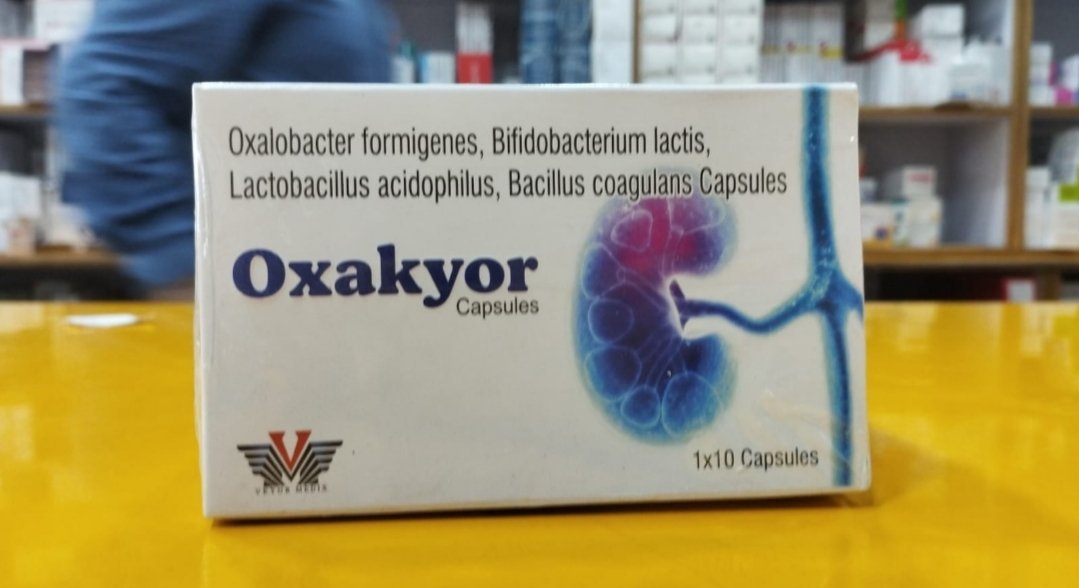 Oxalobacter formigenes, Bifidobacterium lactis,
Lactobacillus acidophilus, Bacillus coagulans Capsules
Oxakyor
Capsules
V
1x10 Capsules